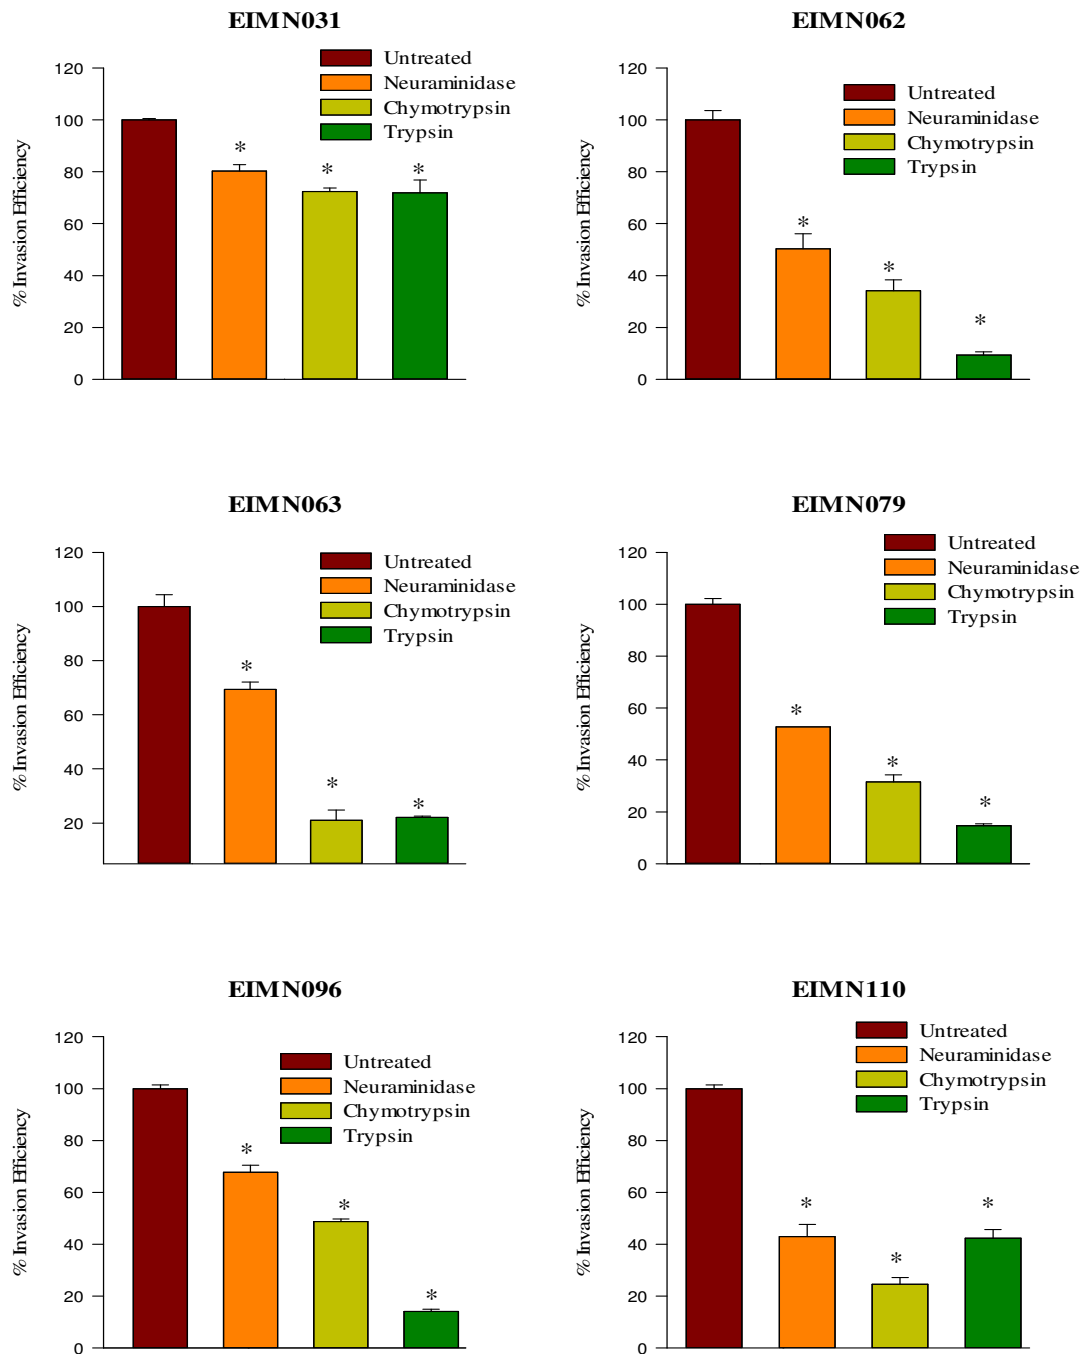 EIMN031
Untreated
Neuraminidase
Chymotrypsin
Trypsin
% Invasion Efficiency
120
100
80
60
40
20
0
*
*
*
EIMN062
Untreated
Neuraminidase
Chymotrypsin
Trypsin
% Invasion Efficiency
120
100
80
60
40
20
0
*
*
*
EIMN063
Untreated
Neuraminidase
Chymotrypsin
Trypsin
% Invasion Efficiency
120
100
80
60
40
20
*
*
*
EIMN079
Untreated
Neuraminidase
Chymotrypsin
Trypsin
% Invasion Efficiency
120
100
80
60
40
20
0
*
*
*
EIMN096
Untreated
Neuraminidase
Chymotrypsin
Trypsin
% Invasion Efficiency
120
100
80
60
40
20
0
*
*
*
EIMN110
Untreated
Neuraminidase
Chymotrypsin
Trypsin
% Invasion Efficiency
120
100
80
60
40
20
0
*
*
*